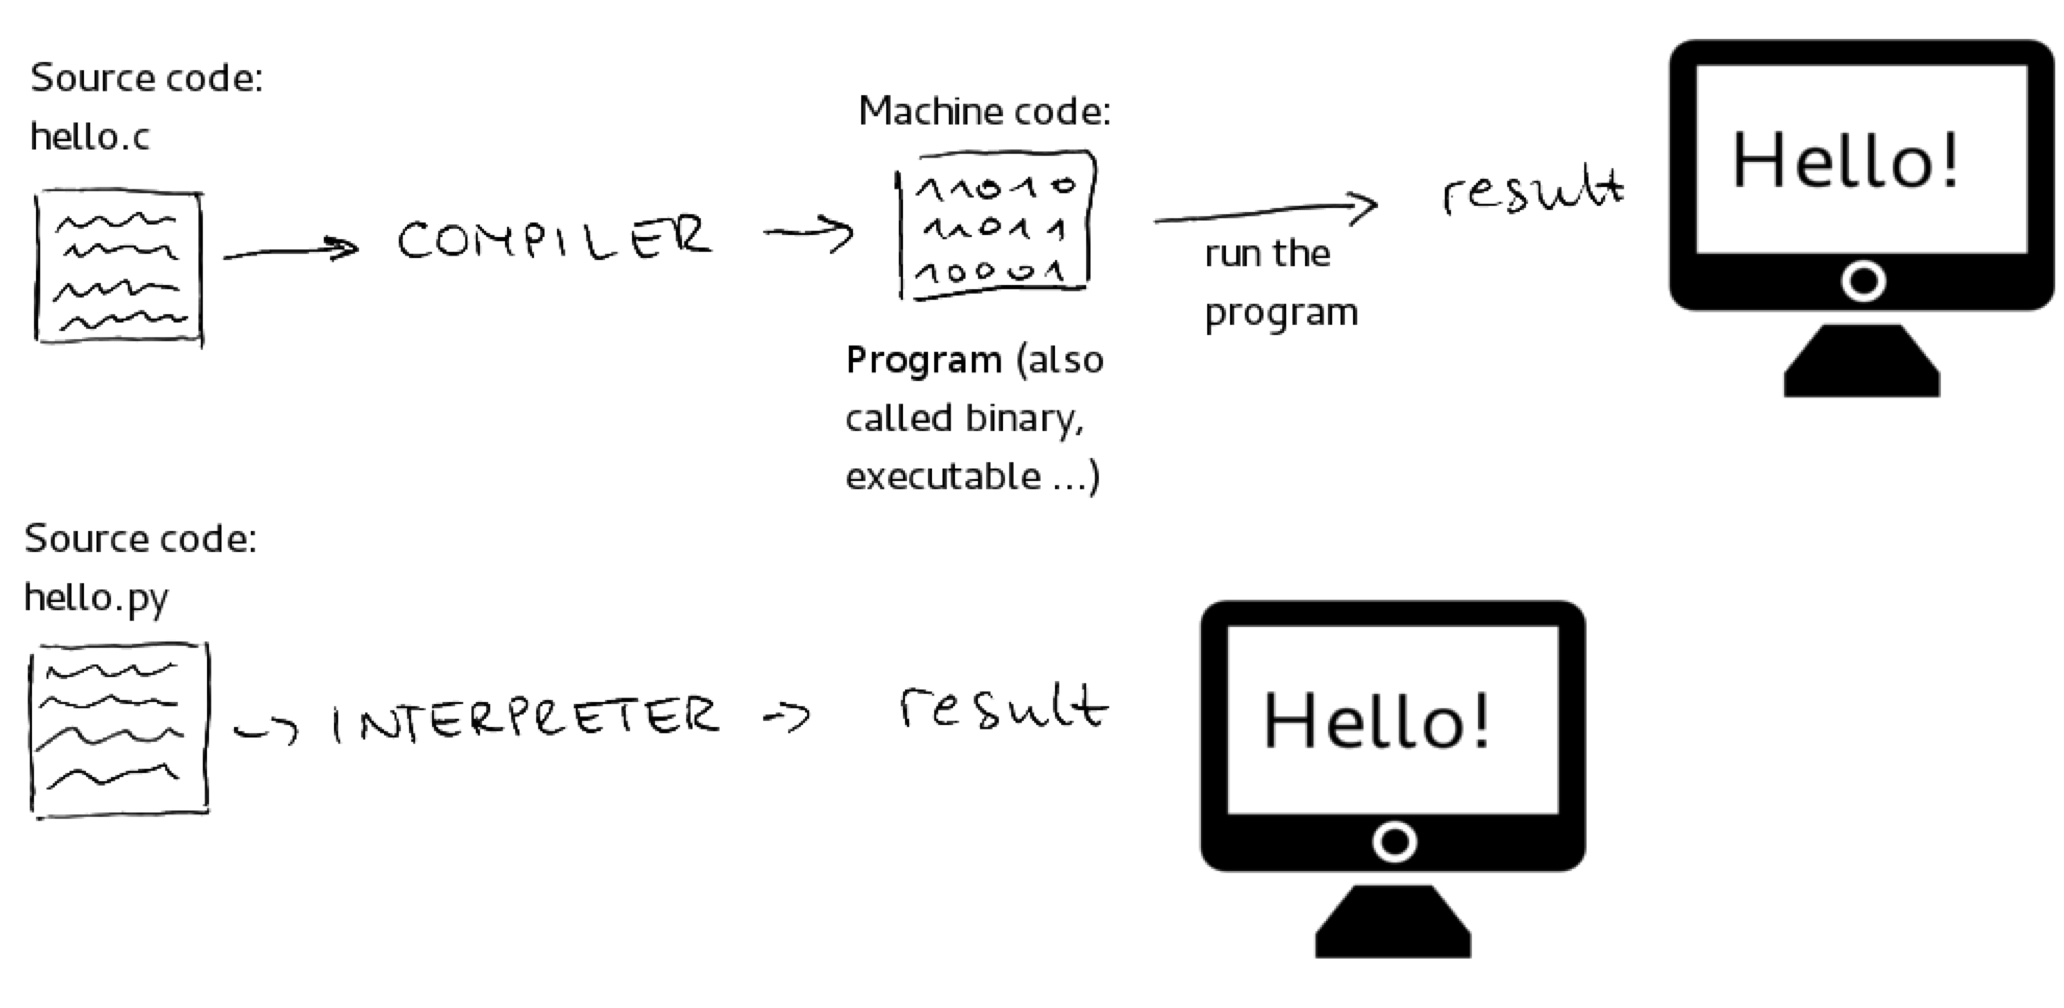 Source code:
hello.c
COMPILER
Machine code:
11010
11011
10001
Program (also
called binary,
executable ...)
run the
program
result
Hello!
Source code:
hello.py
INTERPRETER
result
Hello!